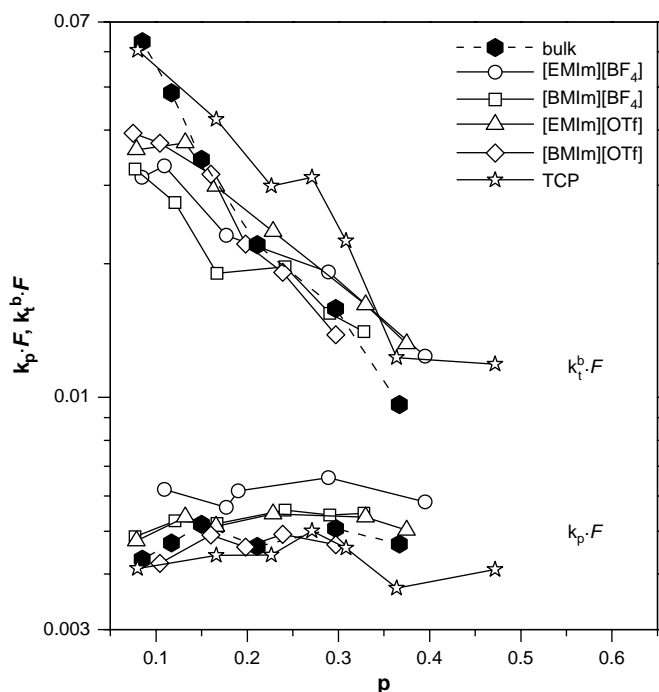 0.07
bulk
[EMIm][BF₄]
[BMIm][BF₄]
[EMIm][OTf]
[BMIm][OTf]
TCP
kₚ·F, kₜᵇ·F
kₜᵇ·F
0.01
kₚ·F
0.003
0.1 0.2 0.3 0.4 0.5 0.6
p